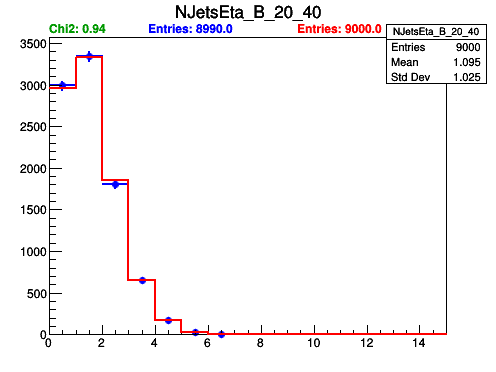 NJetsEta_B_20_40
Chi2: 0.94 Entries: 8990.0 Entries: 9000.0
NJetsEta_B_20_40
Entries 9000
Mean 1.095
Std Dev 1.025
3500
3000
2500
2000
1500
1000
500
0
0 2 4 6 8 10 12 14